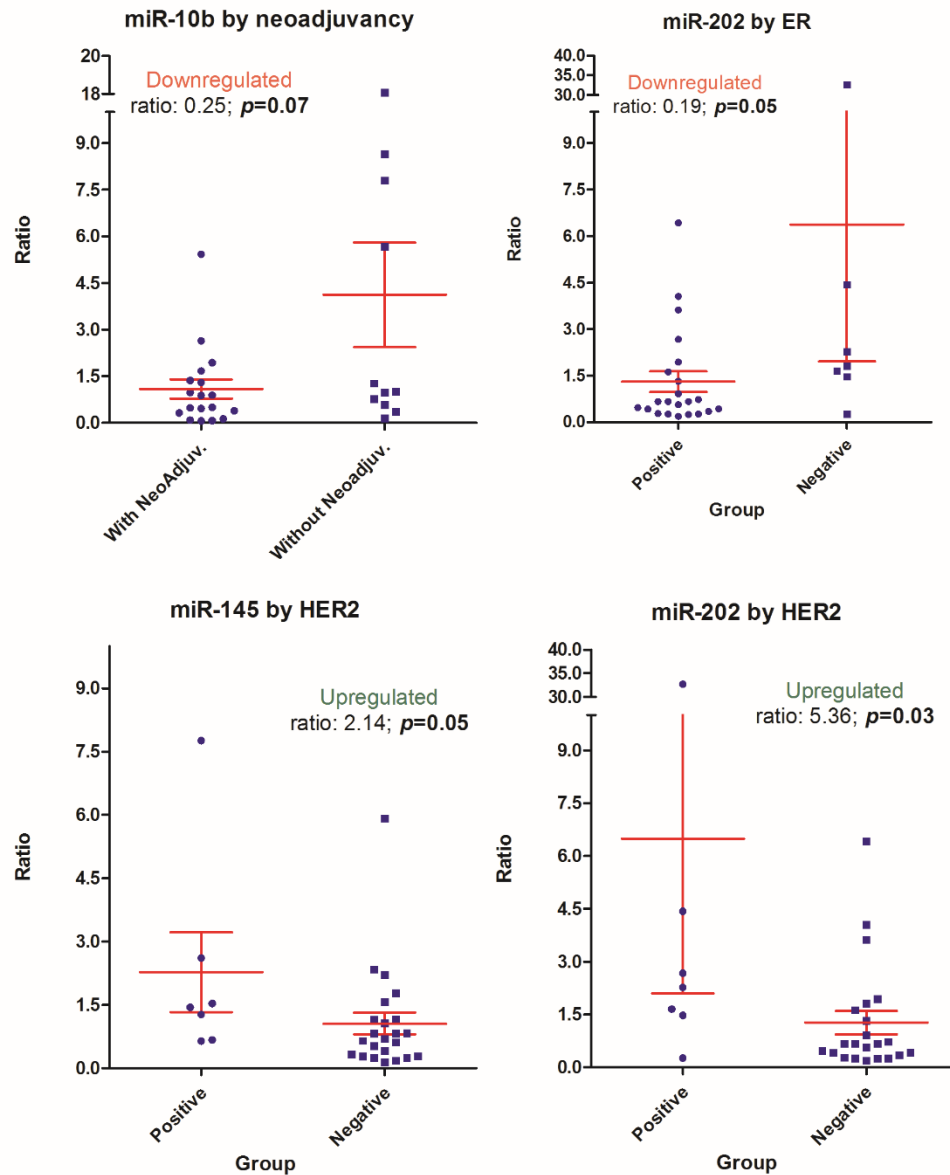 miR-10b by neoadjuvancy
Downregulated
ratio: 0.25; p=0.07
Ratio
20
18
9.0
7.5
6.0
4.5
3.0
1.5
0.0
With NeoAdjuv.
Without Neoadjuv.
miR-202 by ER
Downregulated
ratio: 0.19; p=0.05
Ratio
40.0
35.0
30.0
9.0
7.5
6.0
4.5
3.0
1.5
0.0
Positive
Negative
Group
miR-145 by HER2
Upregulated
ratio: 2.14; p=0.05
Ratio
9.0
7.5
6.0
4.5
3.0
1.5
0.0
Positive
Negative
Group
miR-202 by HER2
Upregulated
ratio: 5.36; p=0.03
Ratio
40.0
35.0
30.0
9.0
7.5
6.0
4.5
3.0
1.5
0.0
Positive
Negative
Group